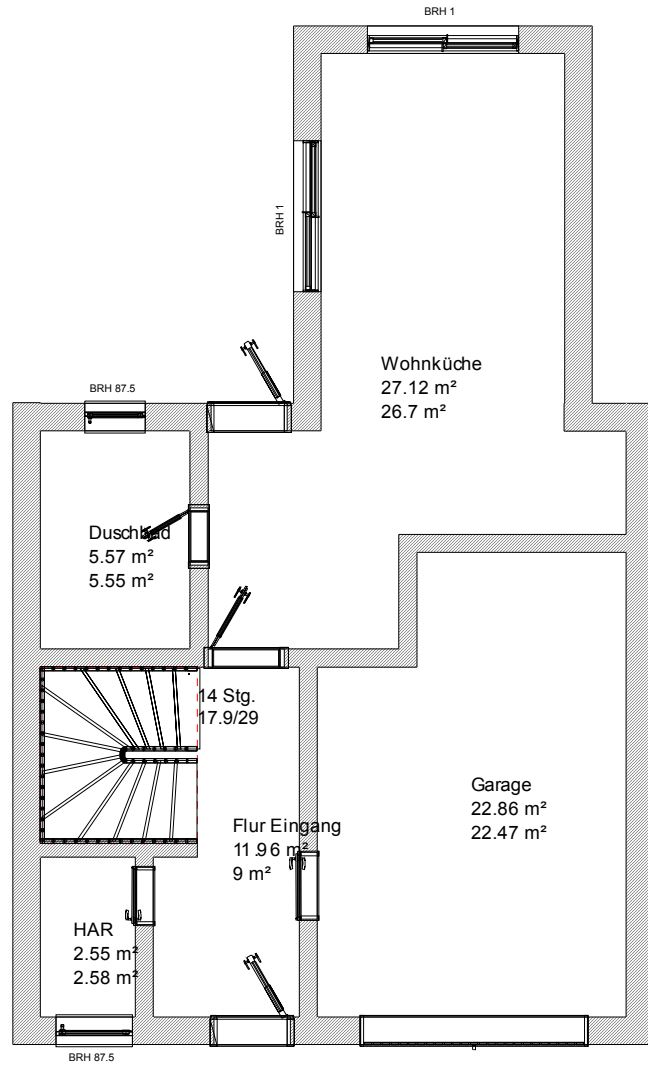 BRH 1
BRH 1
Wohnküche
27.12 m²
26.7 m²
BRH 87.5
Duschbad
5.57 m²
5.55 m²
14 Stg.
17.9/29
Garage
22.86 m²
22.47 m²
Flur Eingang
11.96 m²
9 m²
HAR
2.55 m²
2.58 m²
BRH 87.5